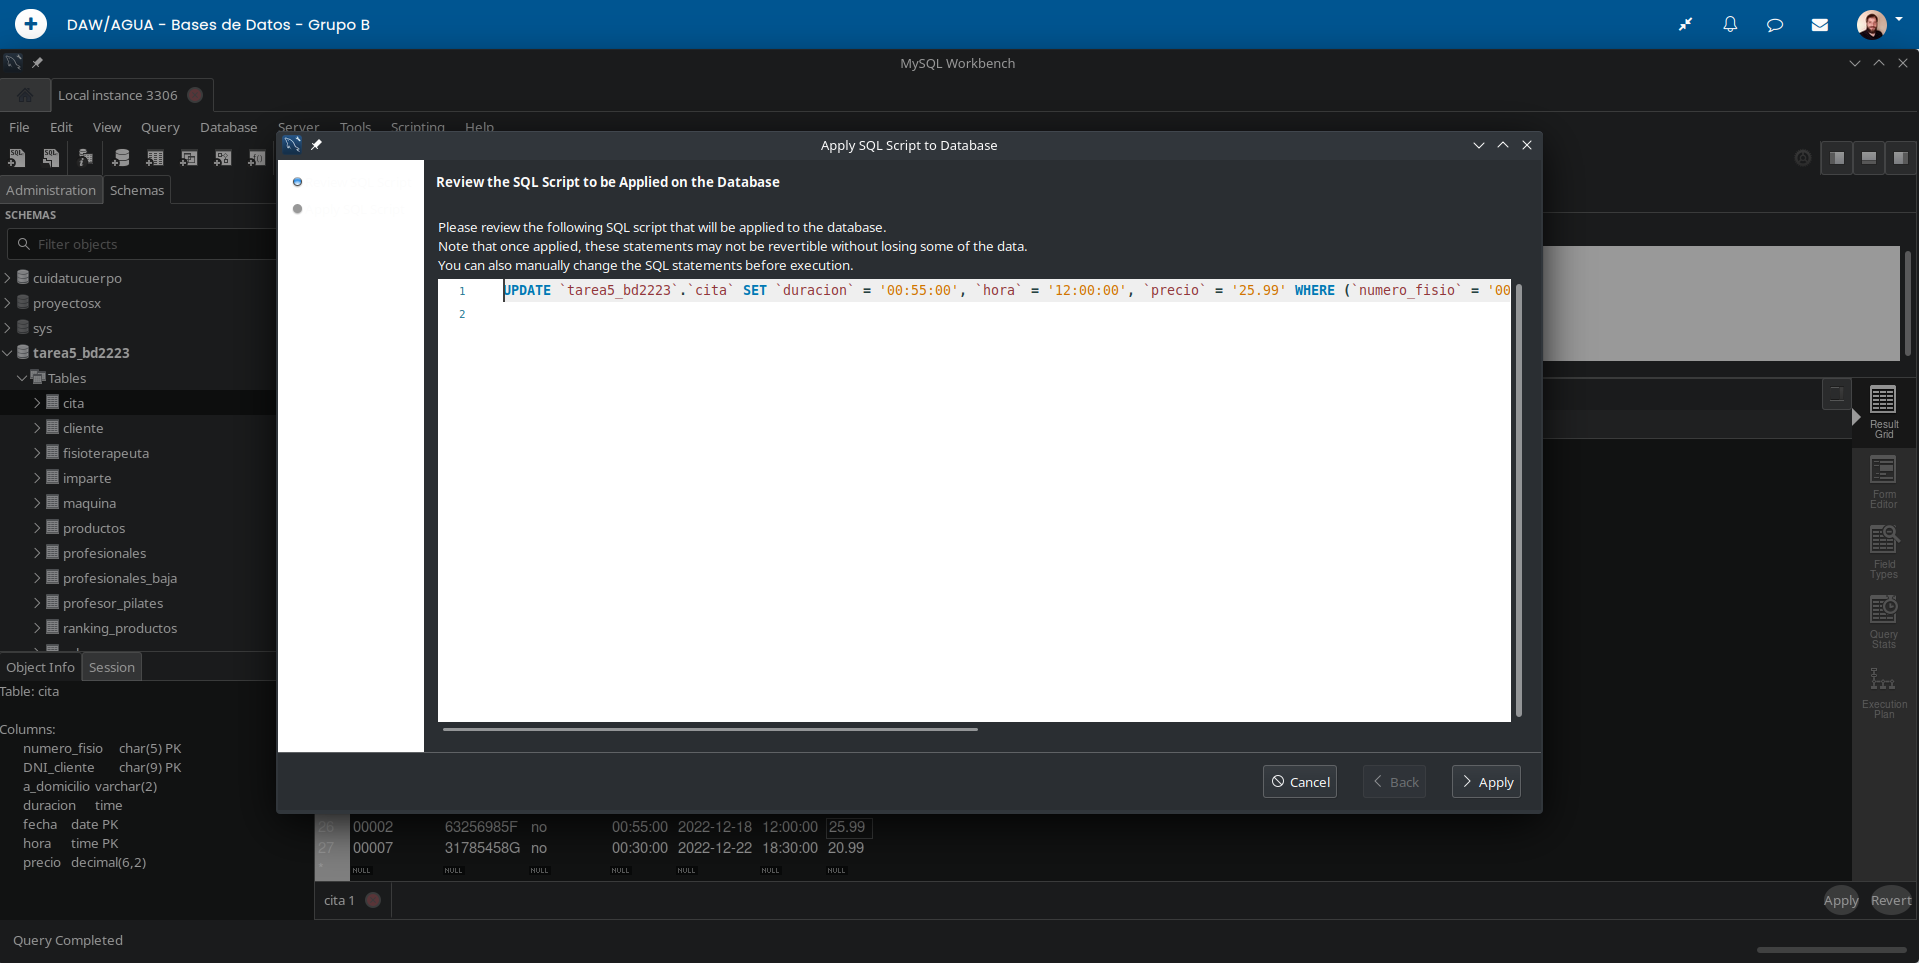 DAW/AGUA - Bases de Datos - Grupo B
MySQL Workbench
Local instance 3306
File Edit View Query Database Server Tools Scripting Help
Administration Schemas
SCHEMAS
Filter objects
cuidatucuerpo
proyectosx
sys
tarea5_bd2223
Tables
cita
cliente
fisioterapeuta
imparte
maquina
productos
profesionales
profesionales_baja
profesor_pilates
ranking_productos
Object Info Session
Table: cita
Columns:
numero_fisio char(5) PK
DNI_cliente char(9) PK
a_domicilio varchar(2)
duracion time
fecha date PK
hora time PK
precio decimal(6,2)
Query Completed
Apply SQL Script to Database
Review the SQL Script to be Applied on the Database
Please review the following SQL script that will be applied to the database.
Note that once applied, these statements may not be revertible without losing some of the data.
You can also manually change the SQL statements before execution.
1 UPDATE `tarea5_bd2223`.`cita` SET `duracion` = '00:55:00', `hora` = '12:00:00', `precio` = '25.99' WHERE (`numero_fisio` = '00
2
Cancel Back Apply
26 00002 63256985F no 00:55:00 2022-12-18 12:00:00 25.99
27 00007 31785458G no 00:30:00 2022-12-22 18:30:00 20.99
* NULL NULL NULL NULL NULL NULL NULL
cita 1
Apply Revert
Result
Grid
Form
Editor
Field
Types
Query
Stats
Execution
Plan